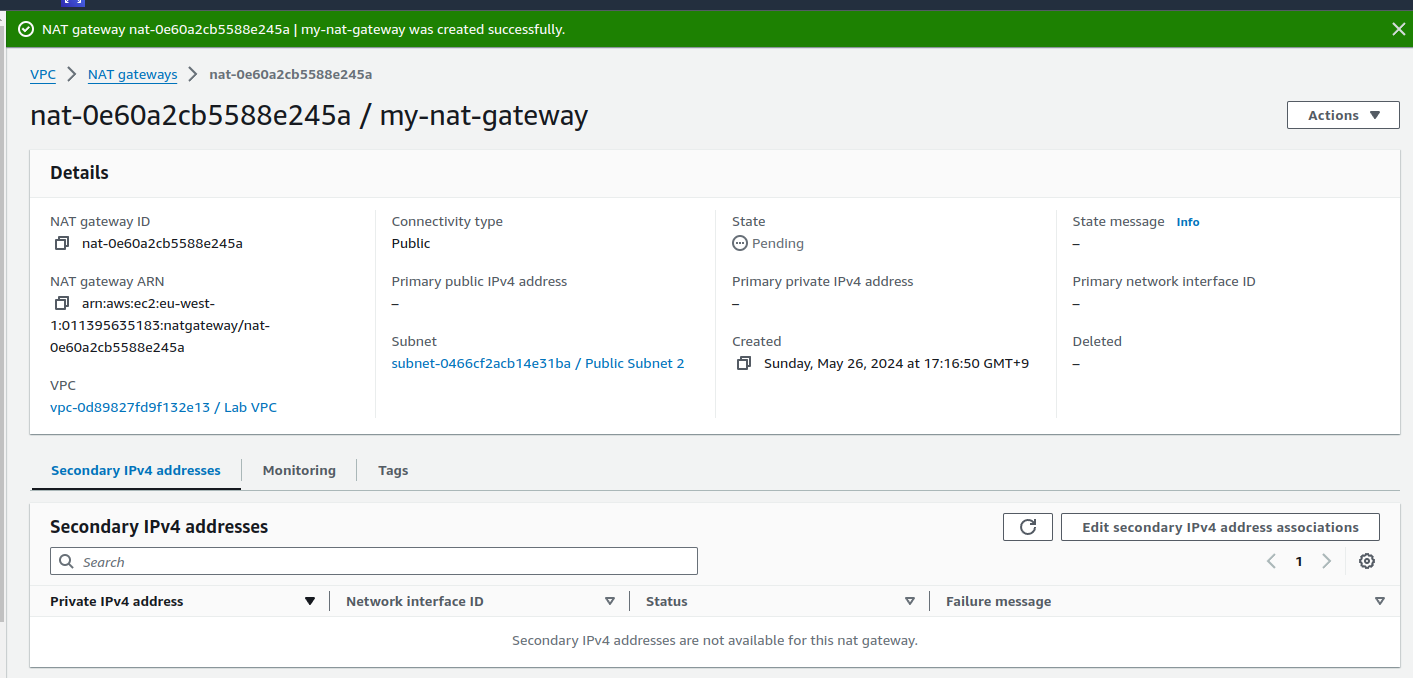 NAT gateway nat-0e60a2cb5588e245a | my-nat-gateway was created successfully.
VPC > NAT gateways > nat-0e60a2cb5588e245a
nat-0e60a2cb5588e245a / my-nat-gateway
Actions
Details
NAT gateway ID
nat-0e60a2cb5588e245a
NAT gateway ARN
arn:aws:ec2:eu-west-
1:011395635183:natgateway/nat-
0e60a2cb5588e245a
VPC
vpc-0d89827fd9f132e13 / Lab VPC
Connectivity type
Public
Primary public IPv4 address
–
Subnet
subnet-0466cf2acb14e31ba / Public Subnet 2
State
Pending
Primary private IPv4 address
–
Created
Sunday, May 26, 2024 at 17:16:50 GMT+9
State message Info
–
Primary network interface ID
–
Deleted
–
Secondary IPv4 addresses
Monitoring
Tags
Secondary IPv4 addresses
Edit secondary IPv4 address associations
Search
1
Private IPv4 address
Network interface ID
Status
Failure message
Secondary IPv4 addresses are not available for this nat gateway.